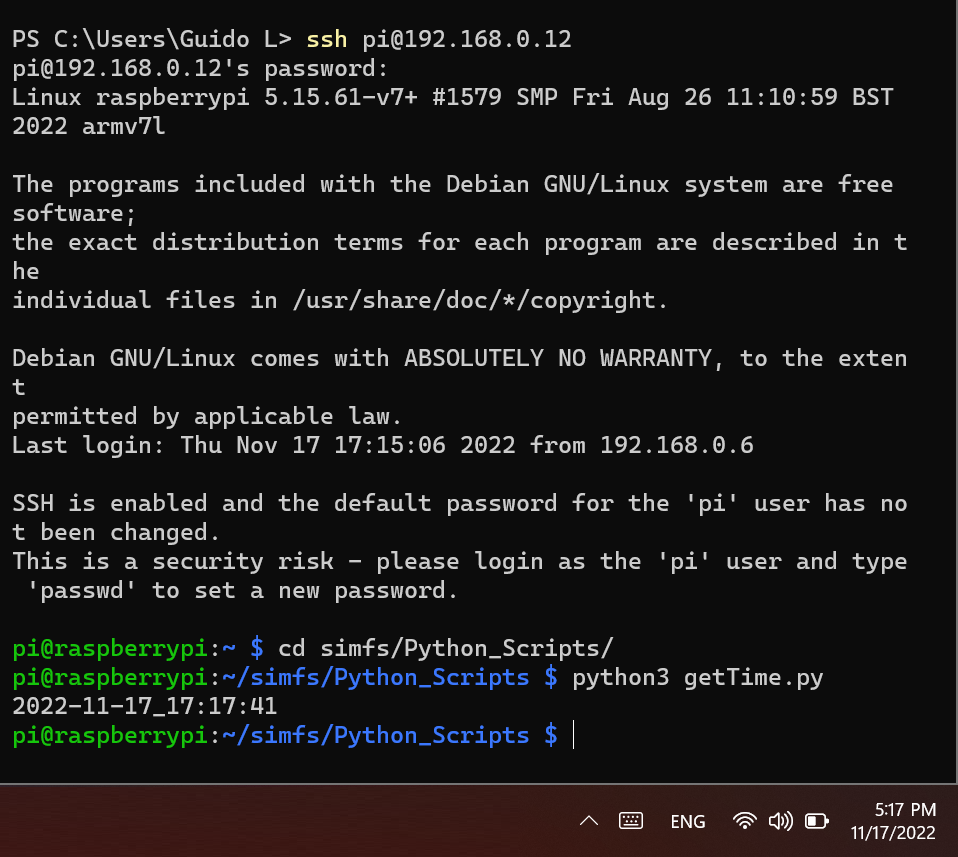 PS C:\Users\Guido L> ssh pi@192.168.0.12
pi@192.168.0.12's password:
Linux raspberrypi 5.15.61-v7+ #1579 SMP Fri Aug 26 11:10:59 BST
2022 armv7l
The programs included with the Debian GNU/Linux system are free
software;
the exact distribution terms for each program are described in t
he
individual files in /usr/share/doc/*/copyright.
Debian GNU/Linux comes with ABSOLUTELY NO WARRANTY, to the exten
t
permitted by applicable law.
Last login: Thu Nov 17 17:15:06 2022 from 192.168.0.6
SSH is enabled and the default password for the 'pi' user has no
t been changed.
This is a security risk - please login as the 'pi' user and type
 'passwd' to set a new password.
pi@raspberrypi:~ $ cd simfs/Python_Scripts/
pi@raspberrypi:~/simfs/Python_Scripts $ python3 getTime.py
2022-11-17_17:17:41
pi@raspberrypi:~/simfs/Python_Scripts $
ENG
5:17 PM
11/17/2022